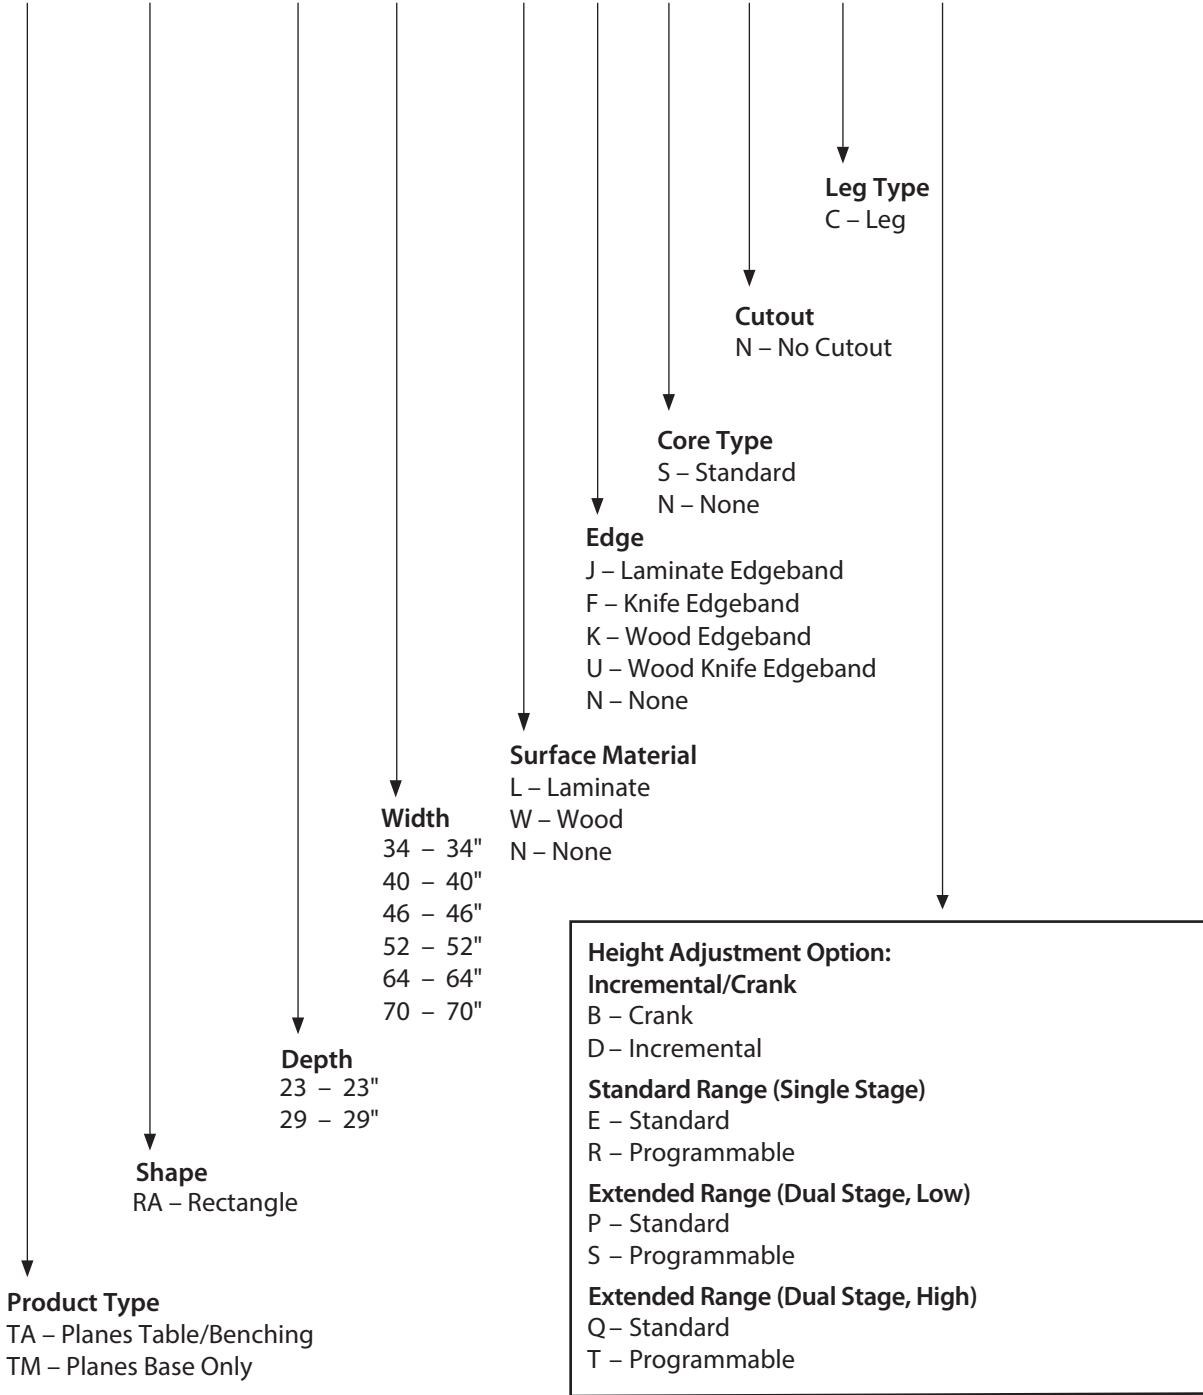 Leg Type
C – Leg
Cutout
N – No Cutout
Core Type
S – Standard
N – None
Edge
J – Laminate Edgeband
F – Knife Edgeband
K – Wood Edgeband
U – Wood Knife Edgeband
N – None
Surface Material
L – Laminate
W – Wood
N – None
Width
34 – 34"
40 – 40"
46 – 46"
52 – 52"
64 – 64"
70 – 70"
Depth
23 – 23"
29 – 29"
Shape
RA – Rectangle
Product Type
TA – Planes Table/Benching
TM – Planes Base Only
Height Adjustment Option:
Incremental/Crank
B – Crank
D – Incremental
Standard Range (Single Stage)
E – Standard
R – Programmable
Extended Range (Dual Stage, Low)
P – Standard
S – Programmable
Extended Range (Dual Stage, High)
Q – Standard
T – Programmable